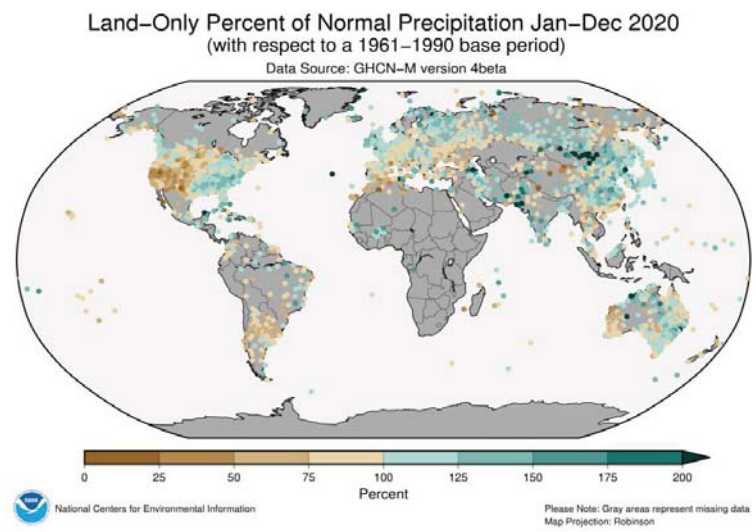 Land-Only Percent of Normal Precipitation Jan-Dec 2020
(with respect to a 1961-1990 base period)
Data Source: GHCN-M version 4beta
0 25 50 75 100 125 150 175 200
Percent
National Centers for Environmental Information
Please Note: Gray areas represent missing data
Map Projection: Robinson